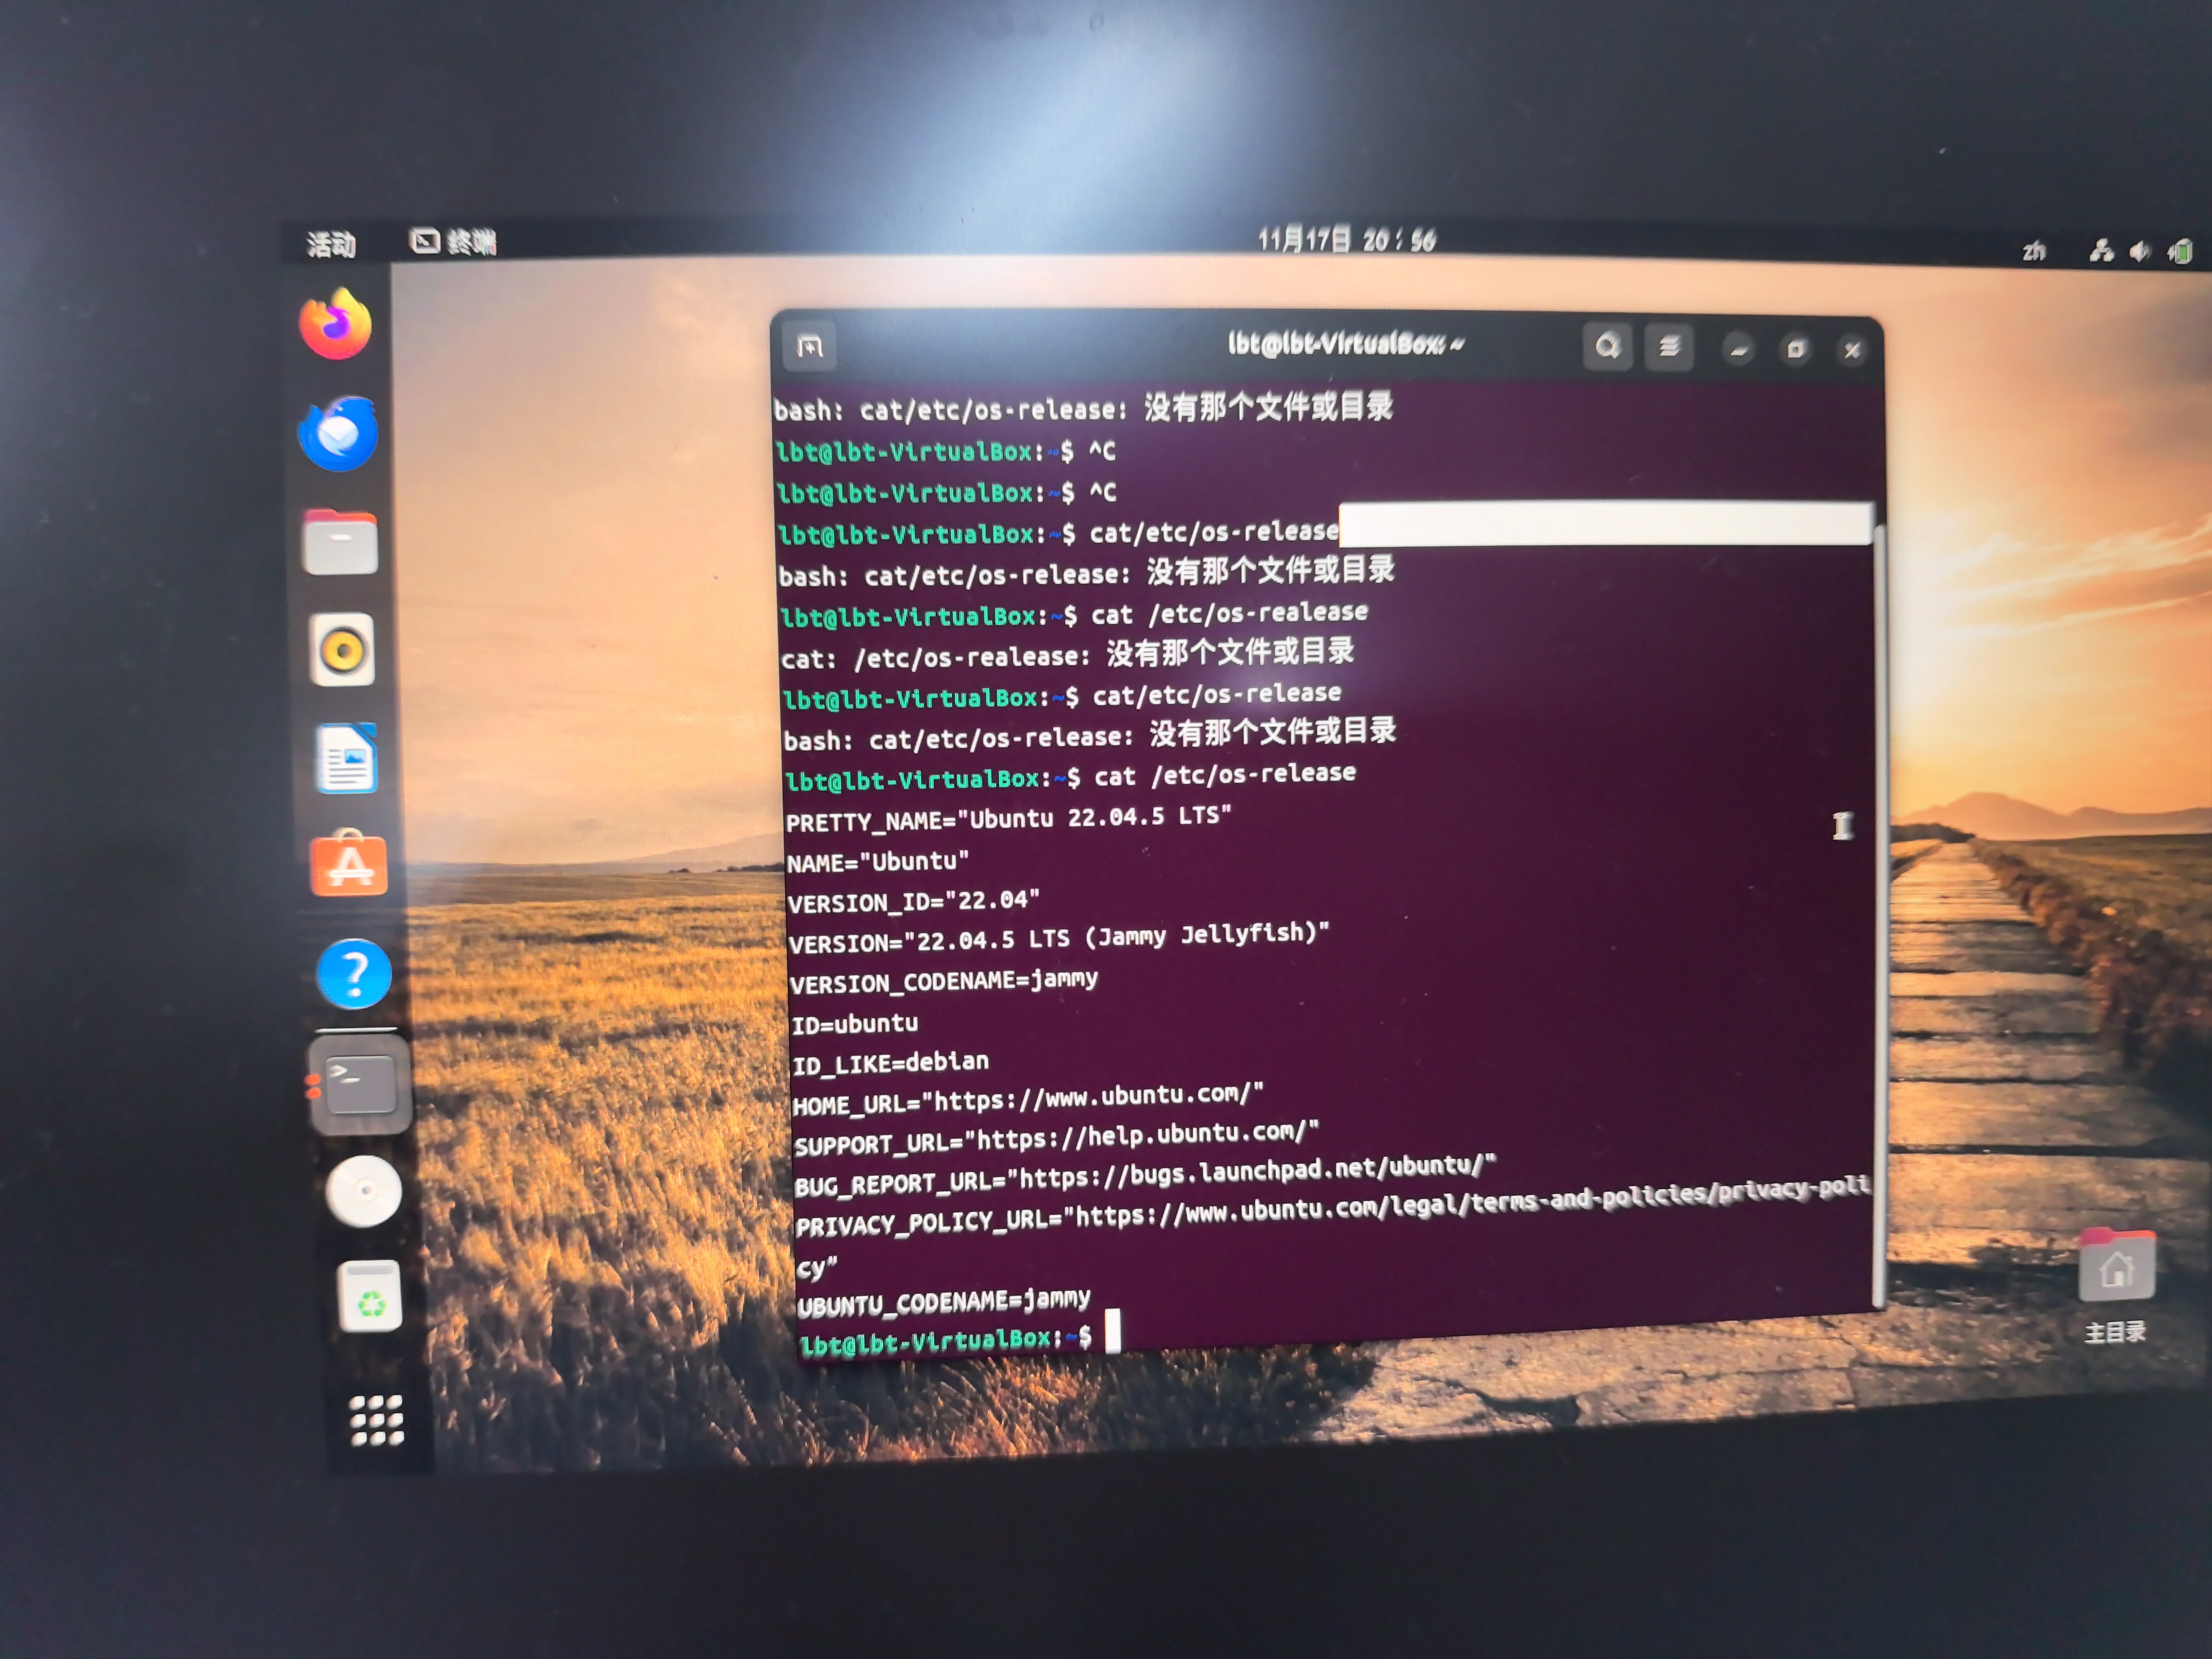 活动 终端 11月17日 20:56 zh
lbt@lbt-VirtualBox: ~
bash: cat/etc/os-release: 没有那个文件或目录
lbt@lbt-VirtualBox:~$ ^C
lbt@lbt-VirtualBox:~$ ^C
lbt@lbt-VirtualBox:~$ cat/etc/os-release
bash: cat/etc/os-release: 没有那个文件或目录
lbt@lbt-VirtualBox:~$ cat /etc/os-realease
cat: /etc/os-realease: 没有那个文件或目录
lbt@lbt-VirtualBox:~$ cat/etc/os-release
bash: cat/etc/os-release: 没有那个文件或目录
lbt@lbt-VirtualBox:~$ cat /etc/os-release
PRETTY_NAME="Ubuntu 22.04.5 LTS"
NAME="Ubuntu"
VERSION_ID="22.04"
VERSION="22.04.5 LTS (Jammy Jellyfish)"
VERSION_CODENAME=jammy
ID=ubuntu
ID_LIKE=debian
HOME_URL="https://www.ubuntu.com/"
SUPPORT_URL="https://help.ubuntu.com/"
BUG_REPORT_URL="https://bugs.launchpad.net/ubuntu/"
PRIVACY_POLICY_URL="https://www.ubuntu.com/legal/terms-and-policies/privacy-poli
cy"
UBUNTU_CODENAME=jammy
lbt@lbt-VirtualBox:~$
主目录